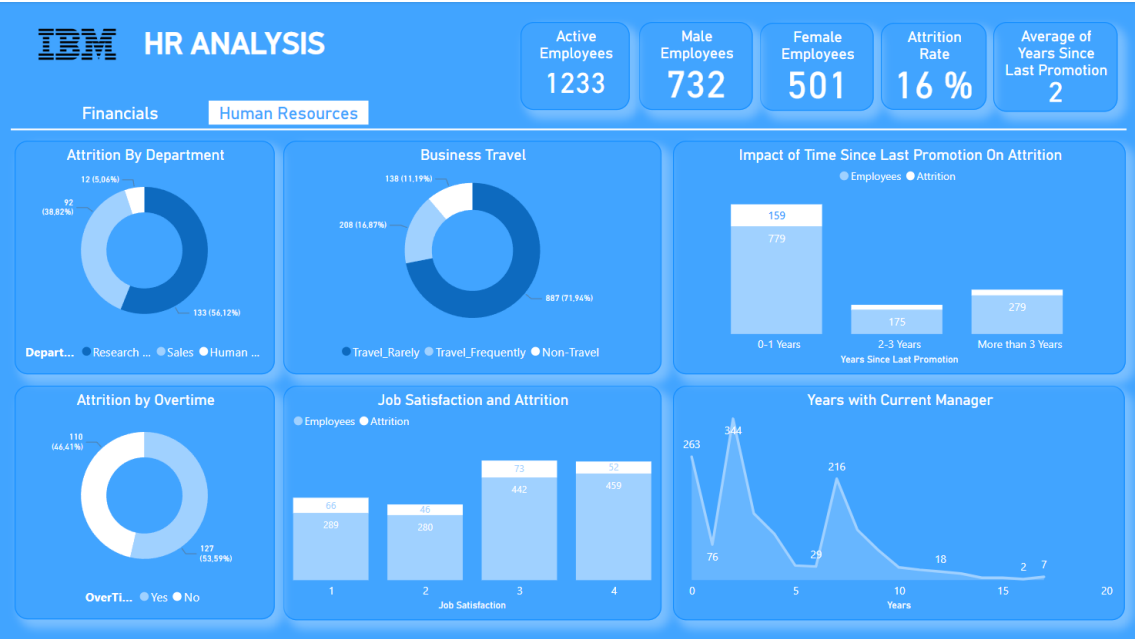 IBM
HR ANALYSIS
Active
Employees
1233
Male
Employees
732
Female
Employees
501
Attrition
Rate
16 %
Average of
Years Since
Last Promotion
2
Financials
Human Resources
Attrition By Department
12 (5,06%)
92
(38,82%)
133 (56,12%)
Depart... Research ... Sales Human ...
Business Travel
138 (11,19%)
208 (16,87%)
887 (71,94%)
Travel_Rarely Travel_Frequently Non-Travel
Impact of Time Since Last Promotion On Attrition
Employees Attrition
159
779
175
279
0-1 Years 2-3 Years More than 3 Years
Years Since Last Promotion
Attrition by Overtime
110
(46,41%)
127
(53,59%)
OverTi... Yes No
Job Satisfaction and Attrition
Employees Attrition
66
289
46
280
73
442
52
459
1 2 3 4
Job Satisfaction
Years with Current Manager
263
344
76
216
29
18
2
7
0 5 10 15 20
Years